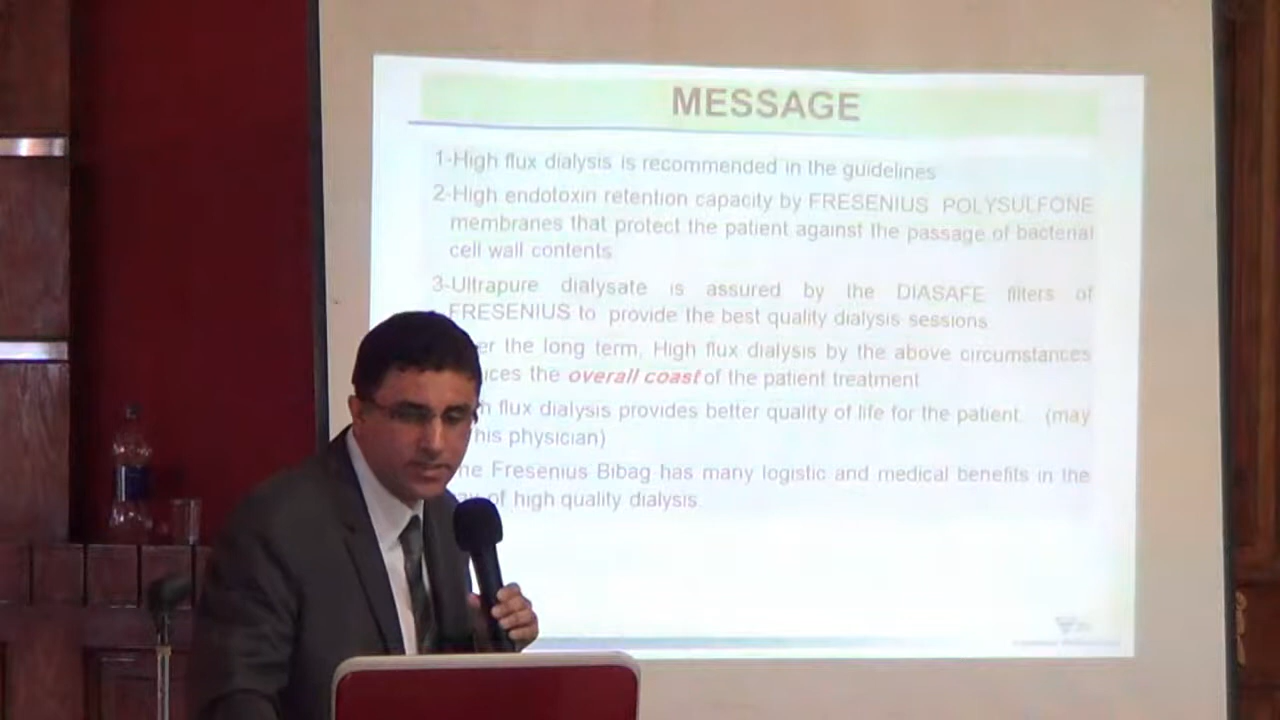 MESSAGE
1-High flux dialysis is recommended in the guidelines
2-High endotoxin retention capacity by FRESENIUS POLYSULFONE
membranes that protect the patient against the passage of bacterial
cell wall contents
3-Ultrapure dialysate is assured by the DIASAFE filters of
FRESENIUS to provide the best quality dialysis sessions
the long term, High flux dialysis by the above circumstances
the overall coast of the patient treatment
flux dialysis provides better quality of life for the patient. (may
his physician)
Fresenius Bibag has many logistic and medical benefits in the
of high quality dialysis.